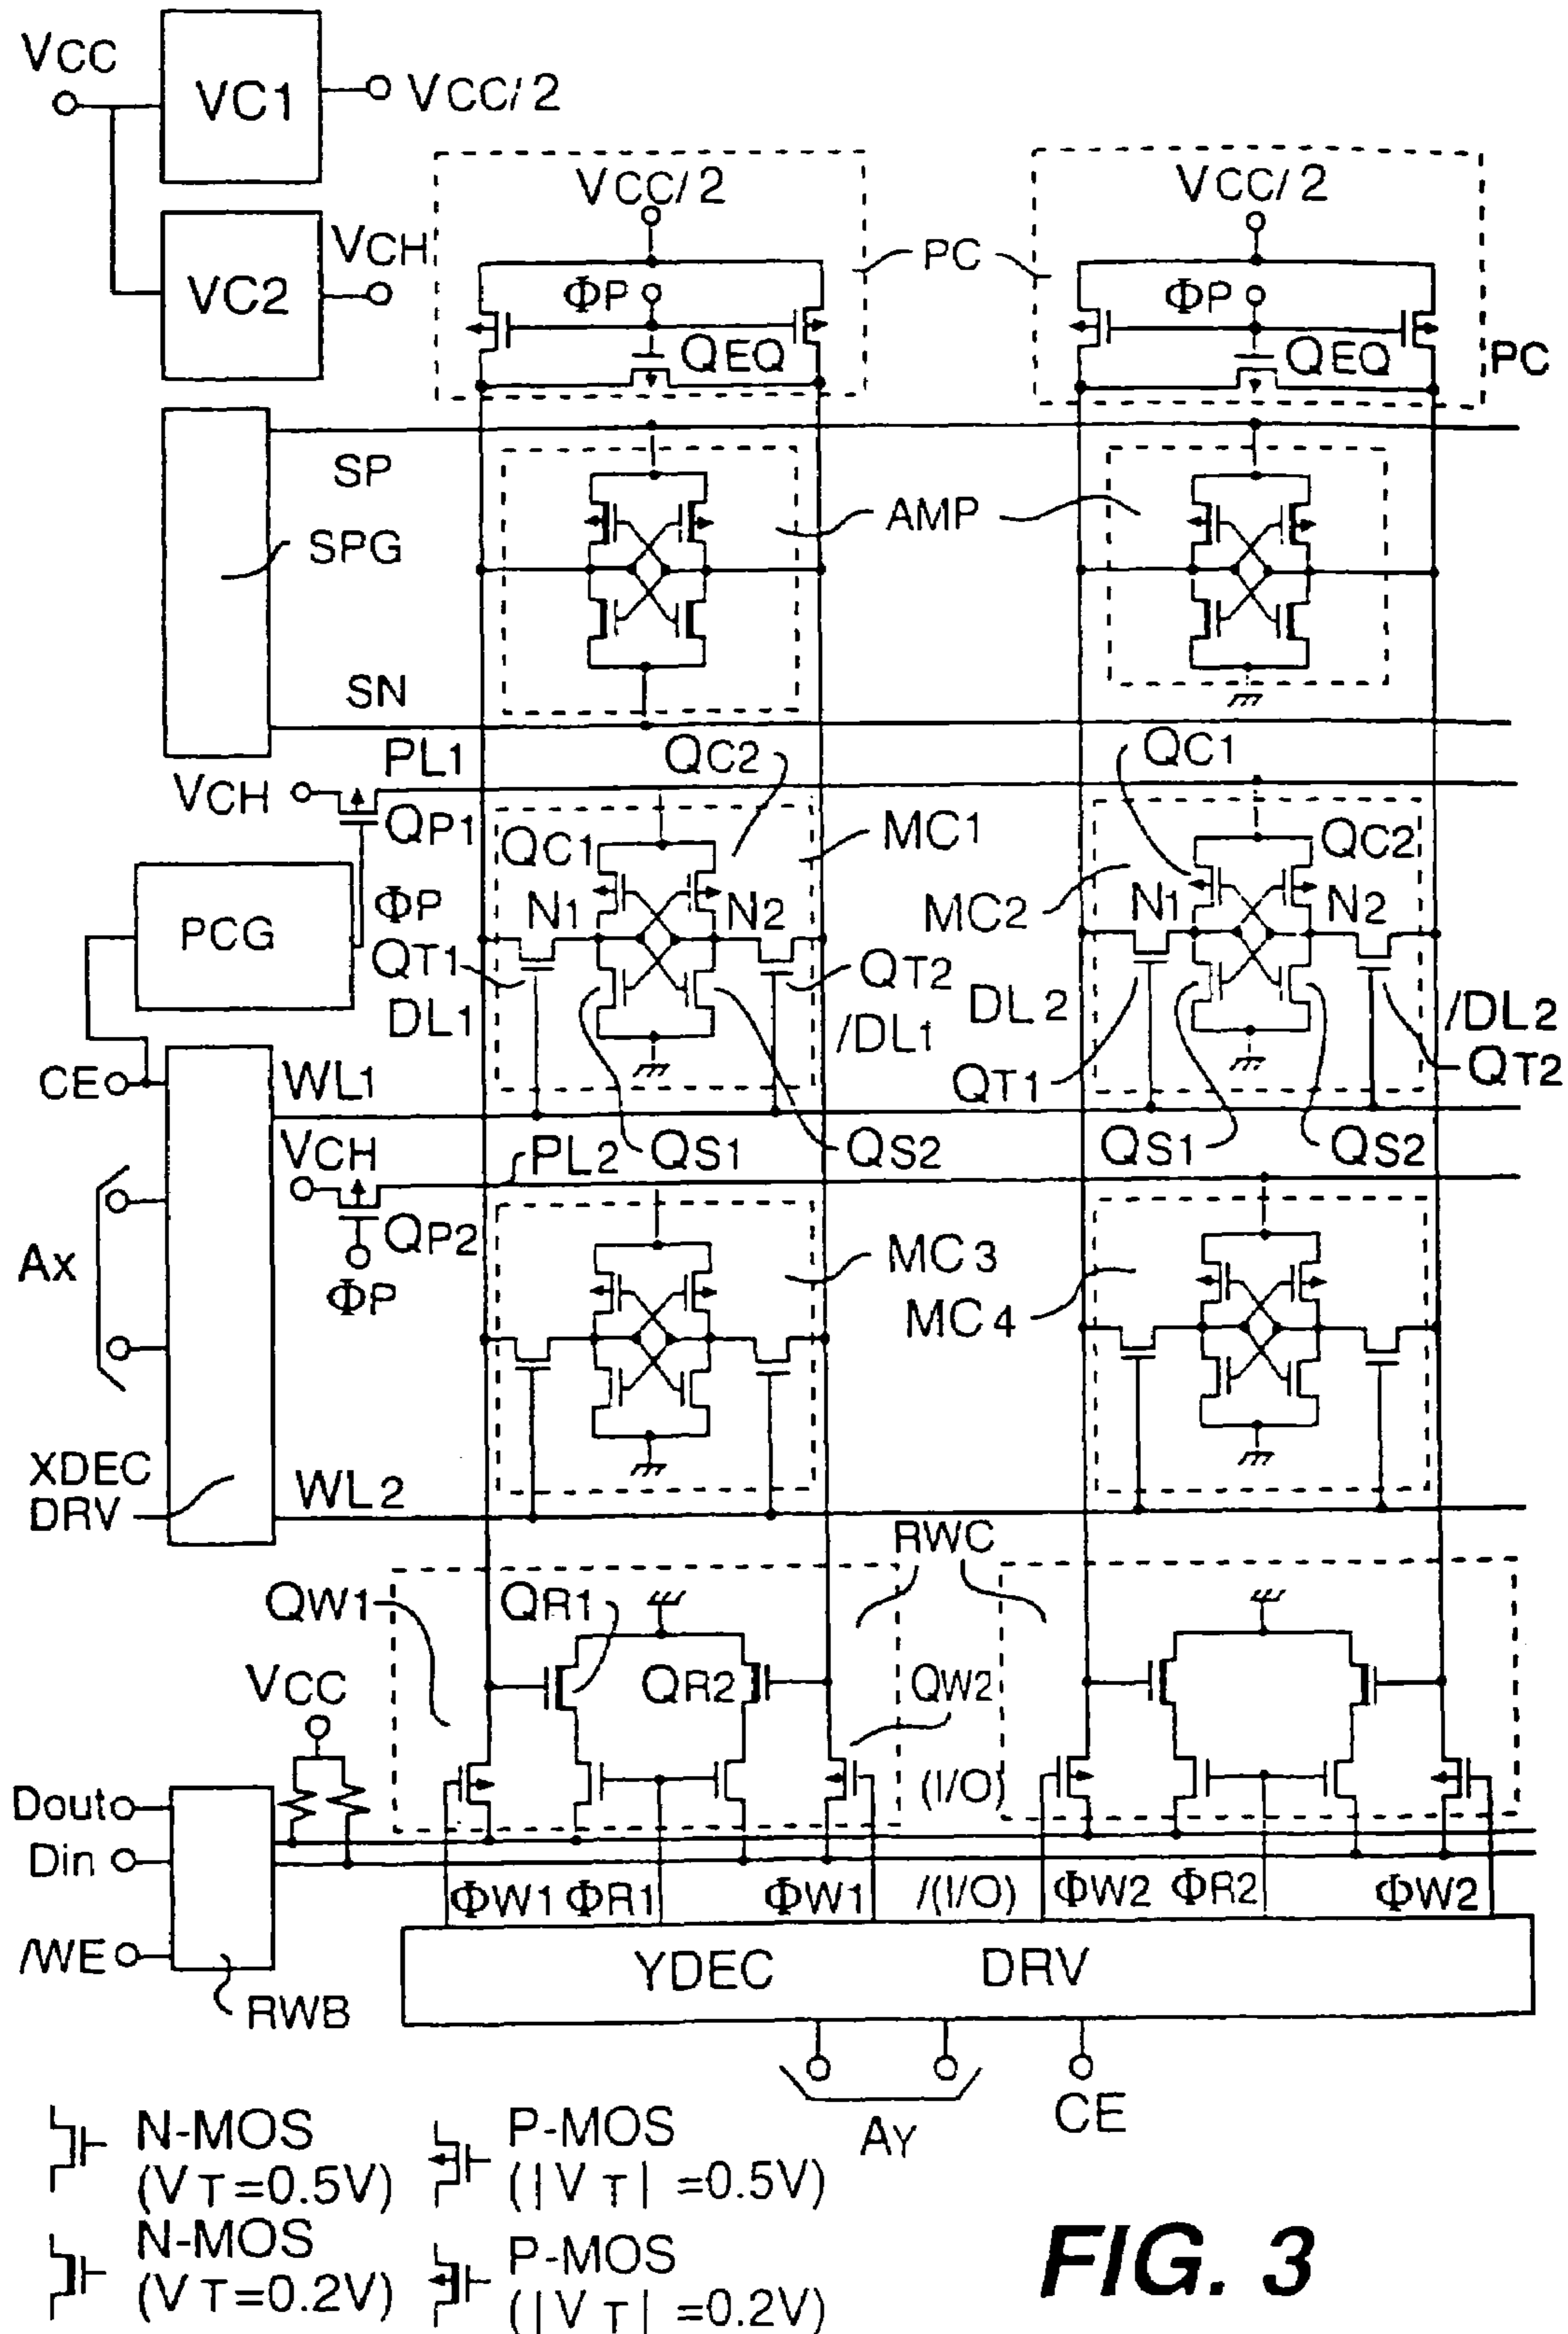 VCC
VC1
VCC/2
VC2
VCH
VCC/2
VCC/2
PC
ΦP
ΦP
QEQ
QEQ
PC
SP
SPG
AMP
SN
PL1
QC2
QC1
VCH
QP1
QC1
MC1
QC2
MC2
ΦP
N1
N2
N1
N2
PCG
QT1
QT2
DL1
/DL1
DL2
/DL2
CE
WL1
QT1
QT2
VCH
PL2
QS1
QS2
QS1
QS2
AX
QP2
ΦP
MC3
MC4
XDEC
DRV
WL2
RWC
QW1
QR1
VCC
QR2
QW2
(I/O)
Dout
Din
ΦW1
ΦR1
ΦW1
/(I/O)
ΦW2
ΦR2
ΦW2
/WE
RWB
YDEC DRV
AY
CE
N-MOS
(VT=0.5V)
P-MOS
(|VT|=0.5V)
N-MOS
(VT=0.2V)
P-MOS
(|VT|=0.2V)
FIG. 3